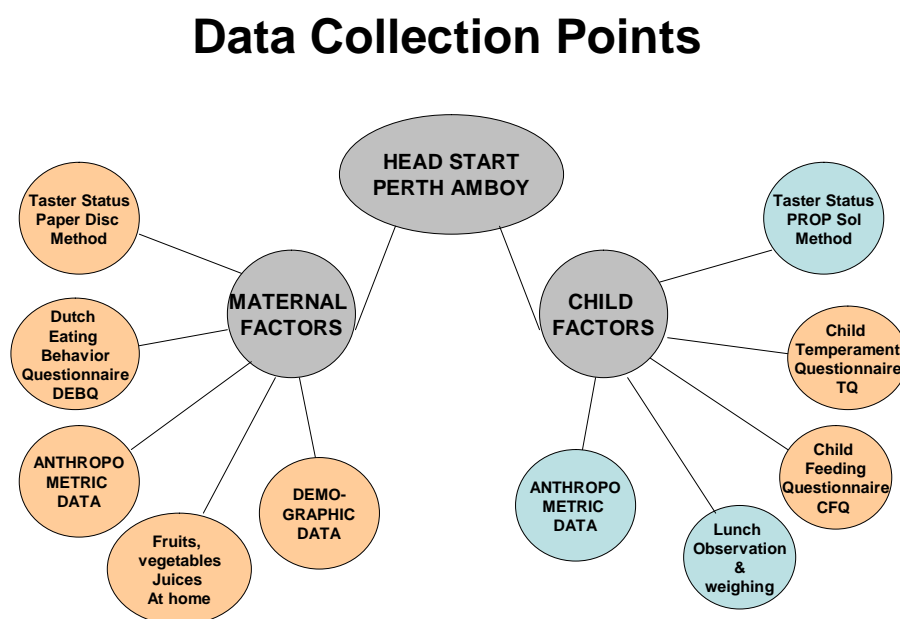 Data Collection Points
HEAD START
PERTH AMBOY
Taster Status
Paper Disc
Method
Taster Status
PROP Sol
Method
MATERNAL
FACTORS
CHILD
FACTORS
Dutch
Eating
Behavior
Questionnaire
DEBQ
Child
Temperament
Questionnaire
TQ
ANTHROPO
METRIC
DATA
Fruits,
vegetables
Juices
At home
DEMO-
GRAPHIC
DATA
ANTHROPO
METRIC
DATA
Lunch
Observation
&
weighing
Child
Feeding
Questionnaire
CFQ